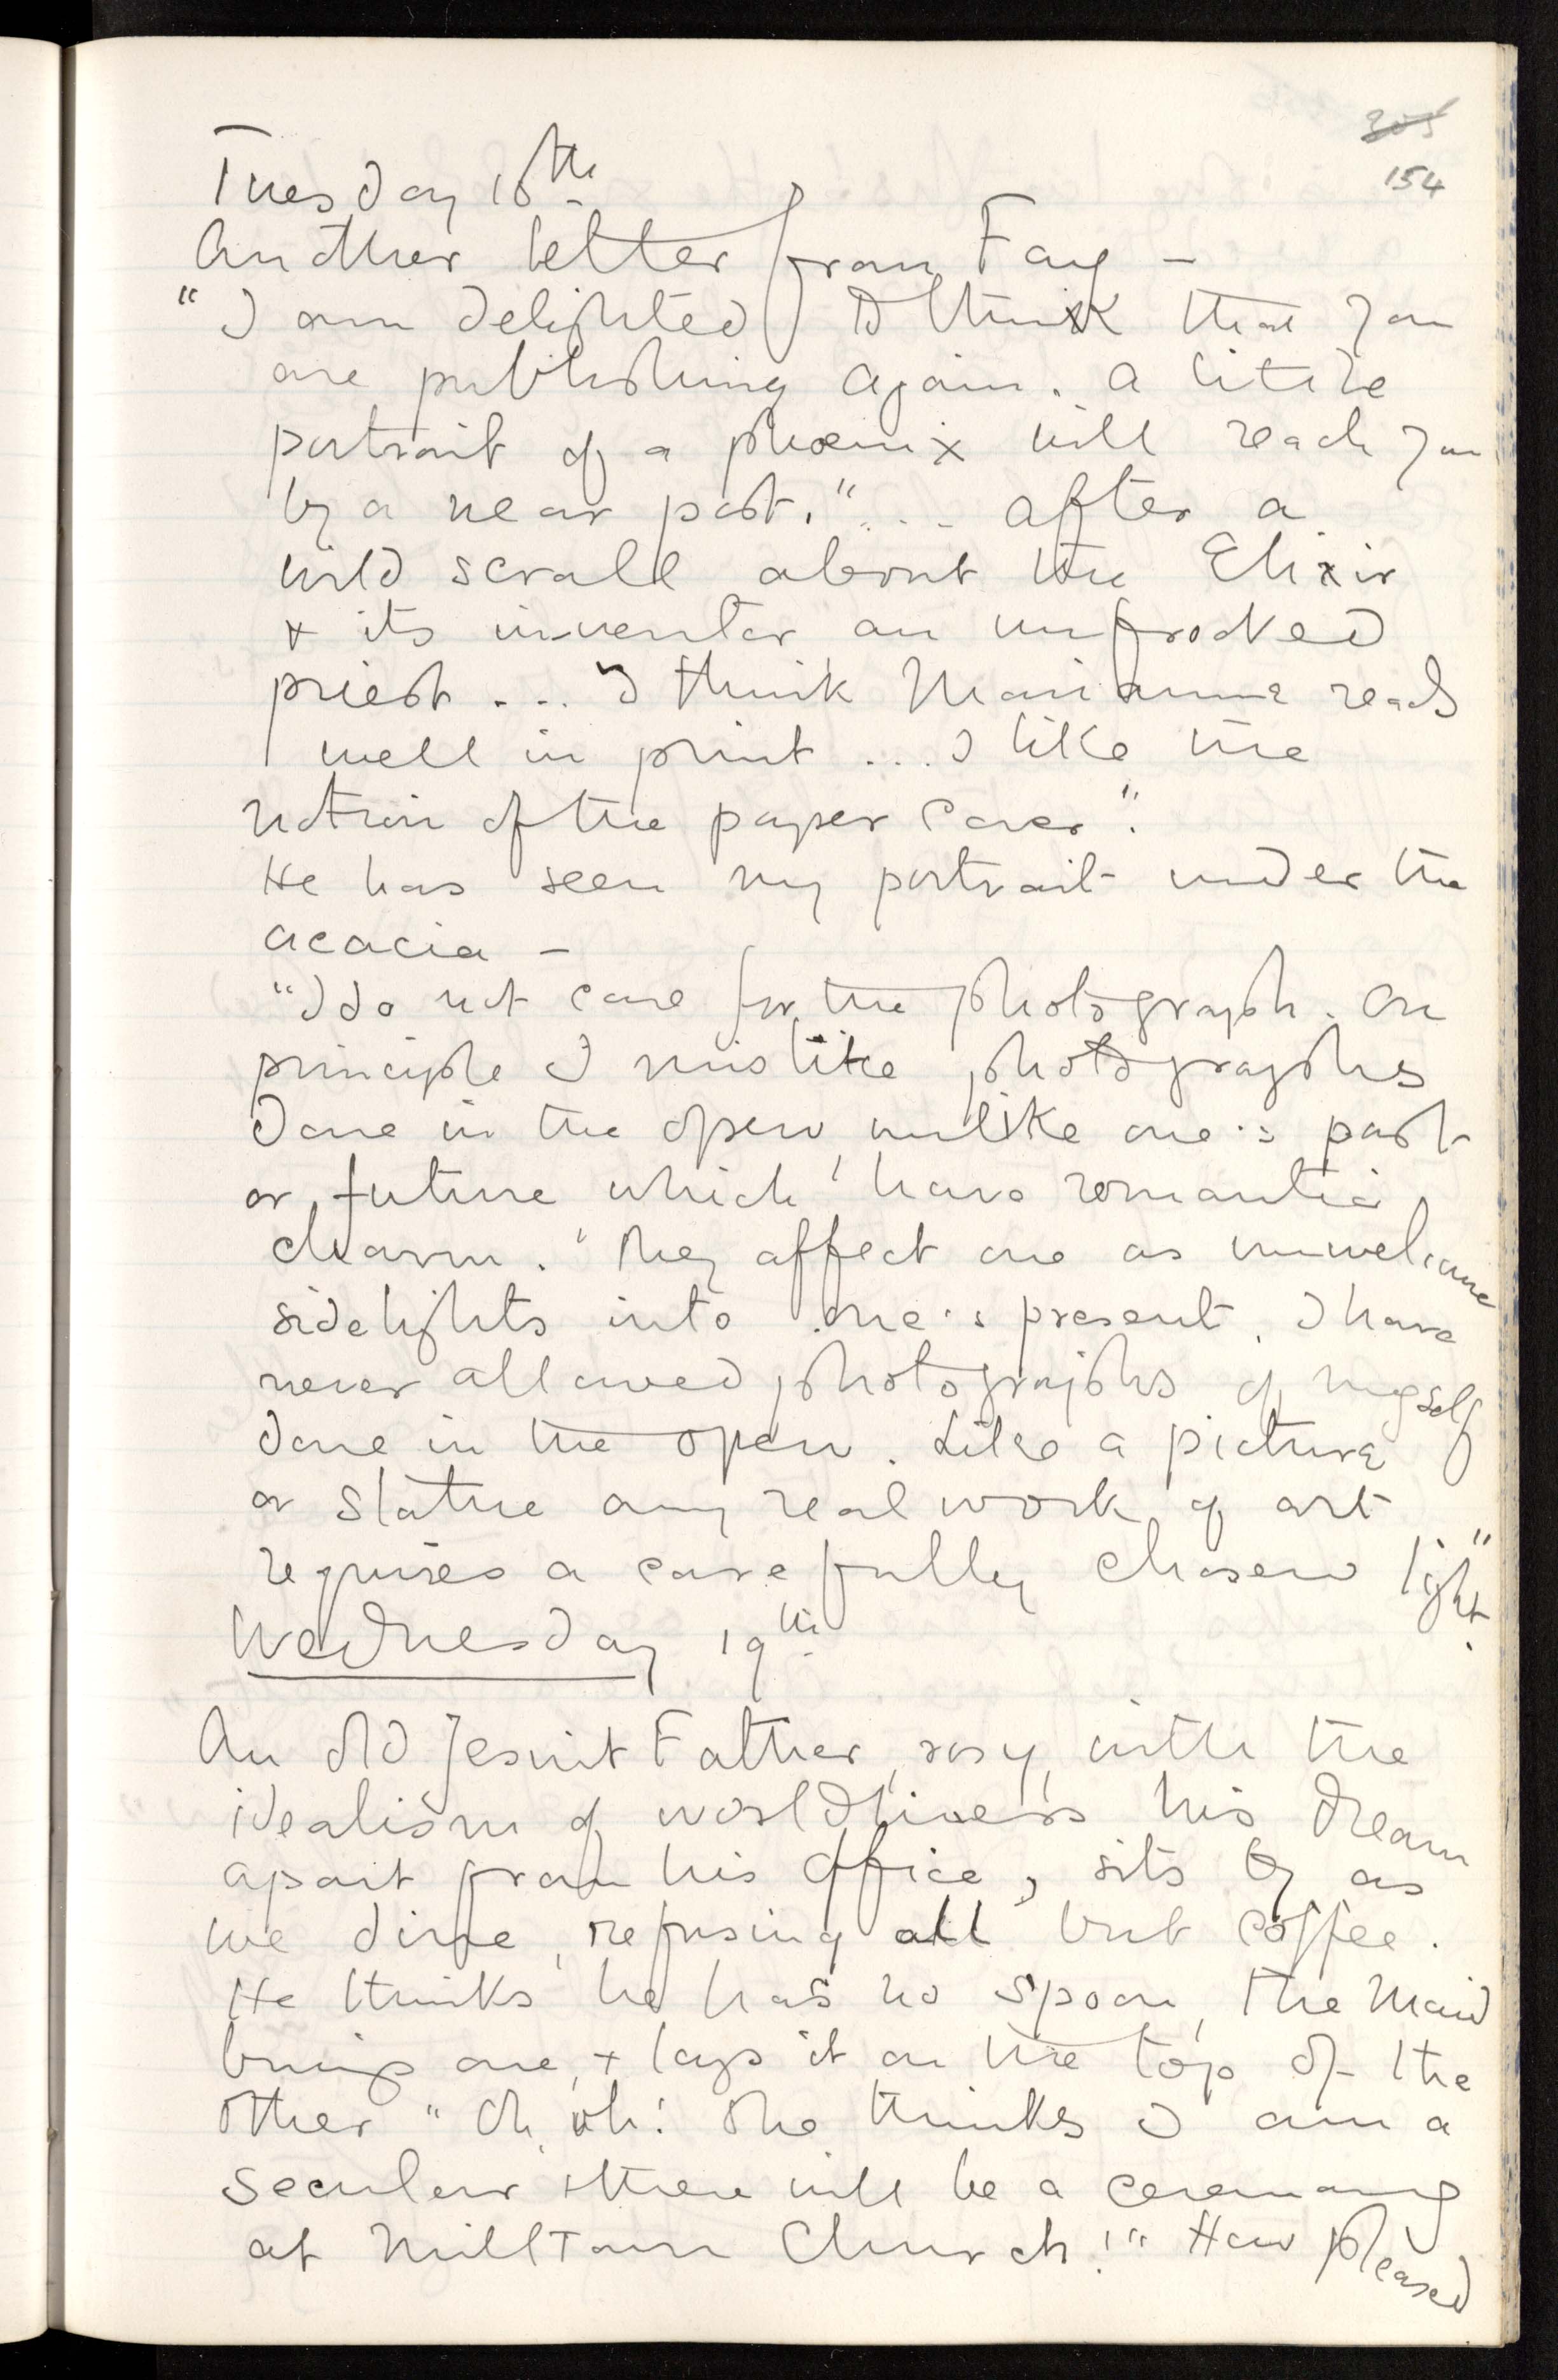 305
154
Tuesday 18th
Another letter from Fay —
"I am delighted to think that you
are publishing again. A little
portrait of a phoenix will reach you
by a near post." ... after a
wild scrall about the Elixir
+ its inventor an unfrocked
priest ... "I think Marianne reads
well in print ... I like the
notion of the paper cover".
He has seen my portrait under the
acacia —
"I do not care for the photograph. On
principle I mislike photographs
done in the open, unlike one's past
or future which have romantic
charm. They affect one as unwelcome
sidelights into one's present. I have
never allowed photographs of myself
done in the open. Like a picture
or statue any real work of art
requires a carefully chosen light".
Wednesday 19th
An old Jesuit Father, rosy, with the
idealism of worldliness his dream
apart from his office, sits by as
we dine, refusing all but coffee.
He thinks he has no spoon, the maid
brings one, + lays it on the top of the
other "Oh, oh! She thinks I am a
secular + there will be a ceremony
at Milltown Church!" How pleased